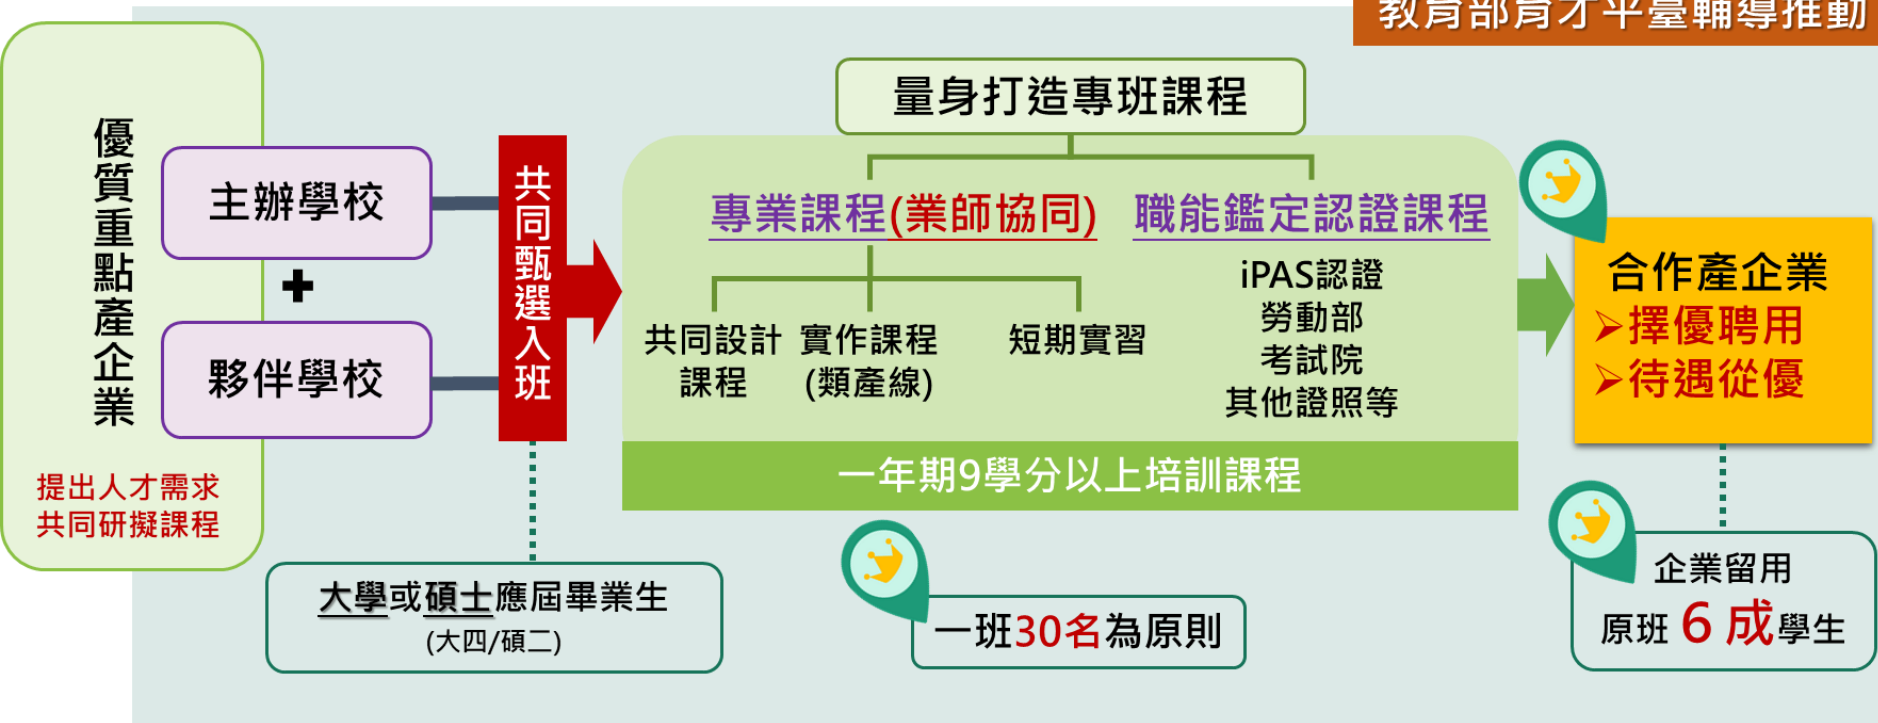 教育部育才平臺輔導推動
優質重點產企業
提出人才需求
共同研擬課程
主辦學校
+
夥伴學校
共同甄選入班
大學或碩士應屆畢業生
(大四/碩二)
量身打造專班課程
專業課程(業師協同)
共同設計
課程
實作課程
(類產線)
短期實習
職能鑑定認證課程
iPAS認證
勞動部
考試院
其他證照等
一年期9學分以上培訓課程
一班30名為原則
合作產企業
➢擇優聘用
➢待遇從優
企業留用
原班 6 成學生